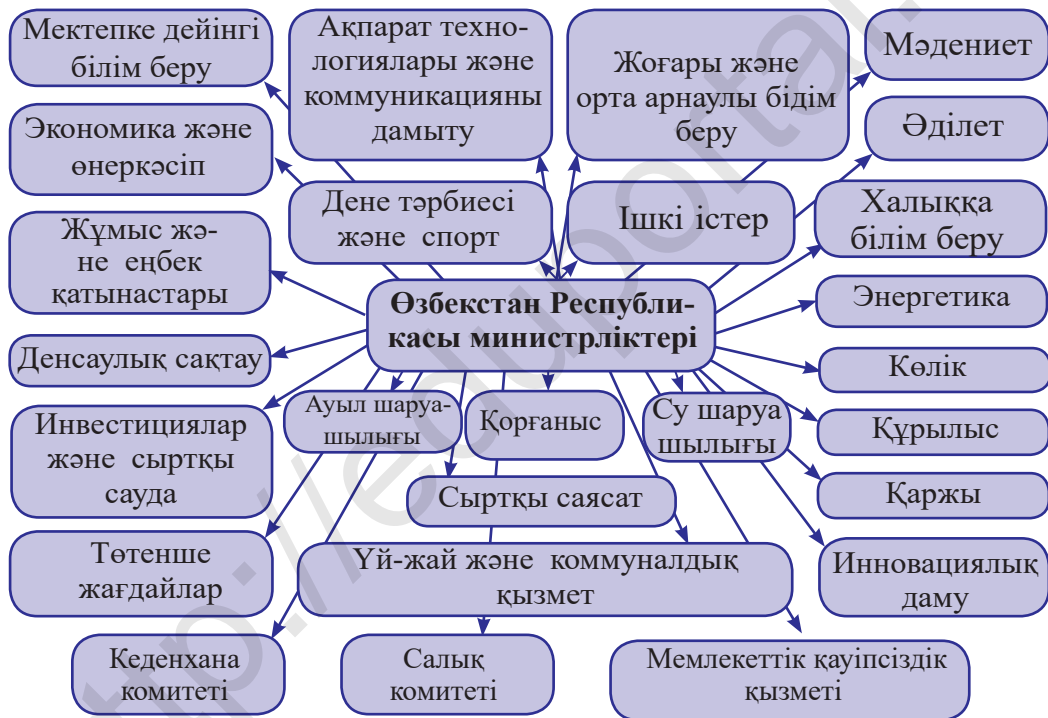 Мектепке дейінгі
білім беру
Ақпарат техно-
логиялары және
коммуникацияны
дамыту
Жоғары және
орта арнаулы бідім
беру
Мәдениет
Экономика және
өнеркәсіп
Әділет
Дене тәрбиесі
және спорт
Ішкі істер
Халыққа
білім беру
Жұмыс жә-
не еңбек
қатынастары
Өзбекстан Республи-
касы министрліктері
Энергетика
Денсаулық сақтау
Көлік
Ауыл шаруа-
шылығы
Қорғаныс
Су шаруа
шылығы
Инвестициялар
және сыртқы
сауда
Құрылыс
Сыртқы саясат
Қаржы
Төтенше
жағдайлар
Үй-жай және коммуналдық
қызмет
Инновациялық
даму
Кеденхана
комитеті
Салық
комитеті
Мемлекеттік қауіпсіздік
қызметі